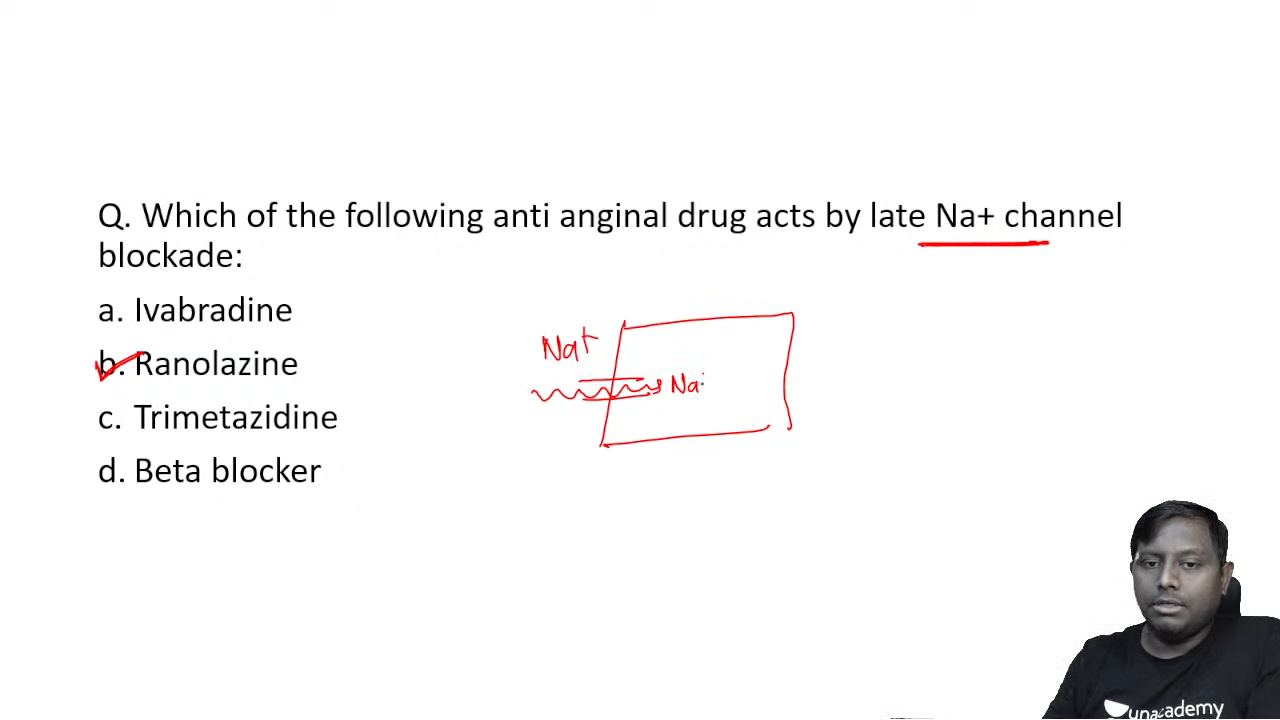 Q. Which of the following anti anginal drug acts by late Na+ channel
blockade:
a. Ivabradine
b. Ranolazine
c. Trimetazidine
d. Beta blocker
Na+
Na
unacademy